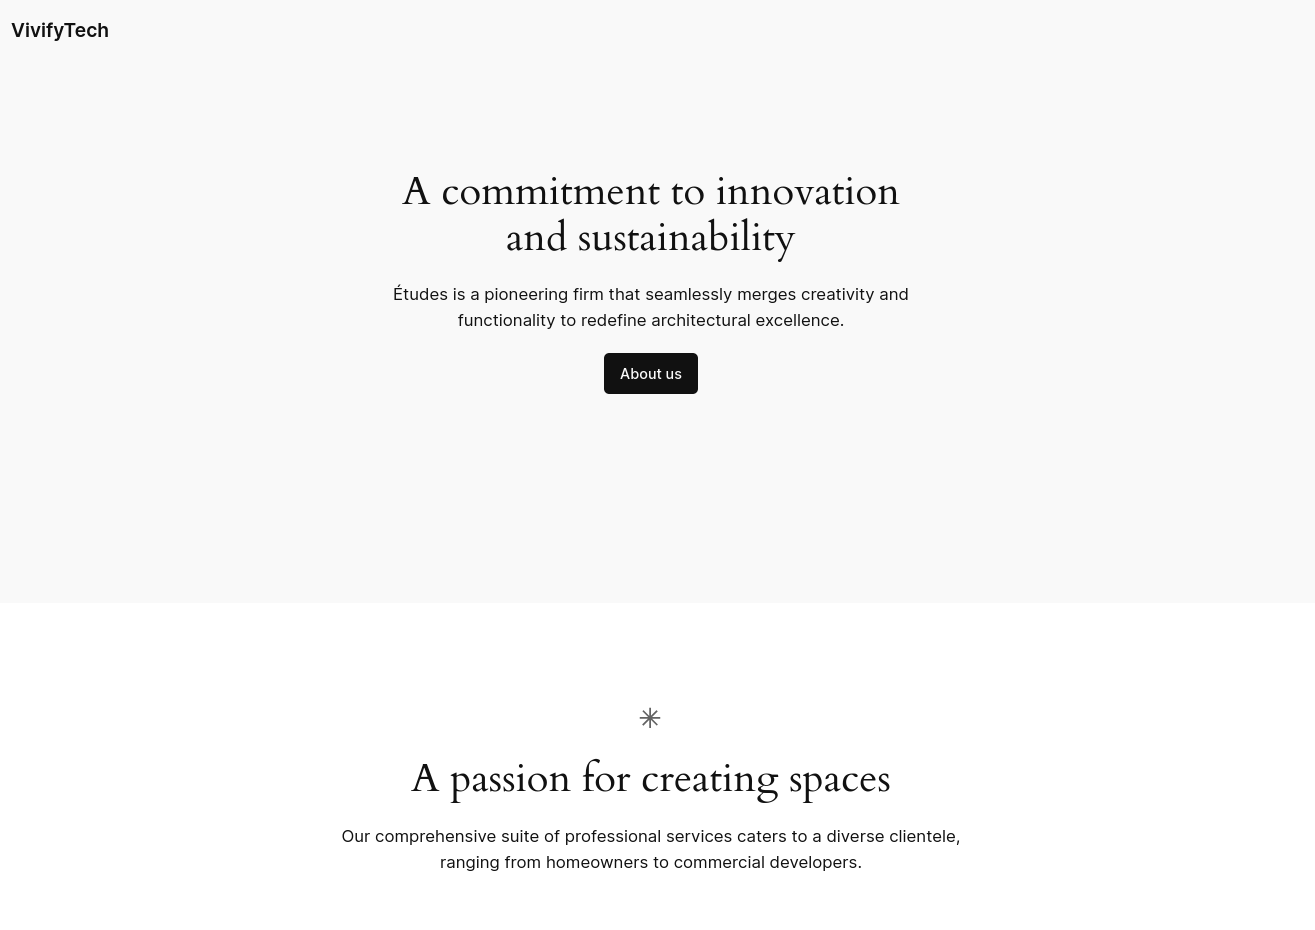 VivifyTech
A commitment to innovation
and sustainability
Études is a pioneering firm that seamlessly merges creativity and
functionality to redefine architectural excellence.
About us
A passion for creating spaces
Our comprehensive suite of professional services caters to a diverse clientele,
ranging from homeowners to commercial developers.